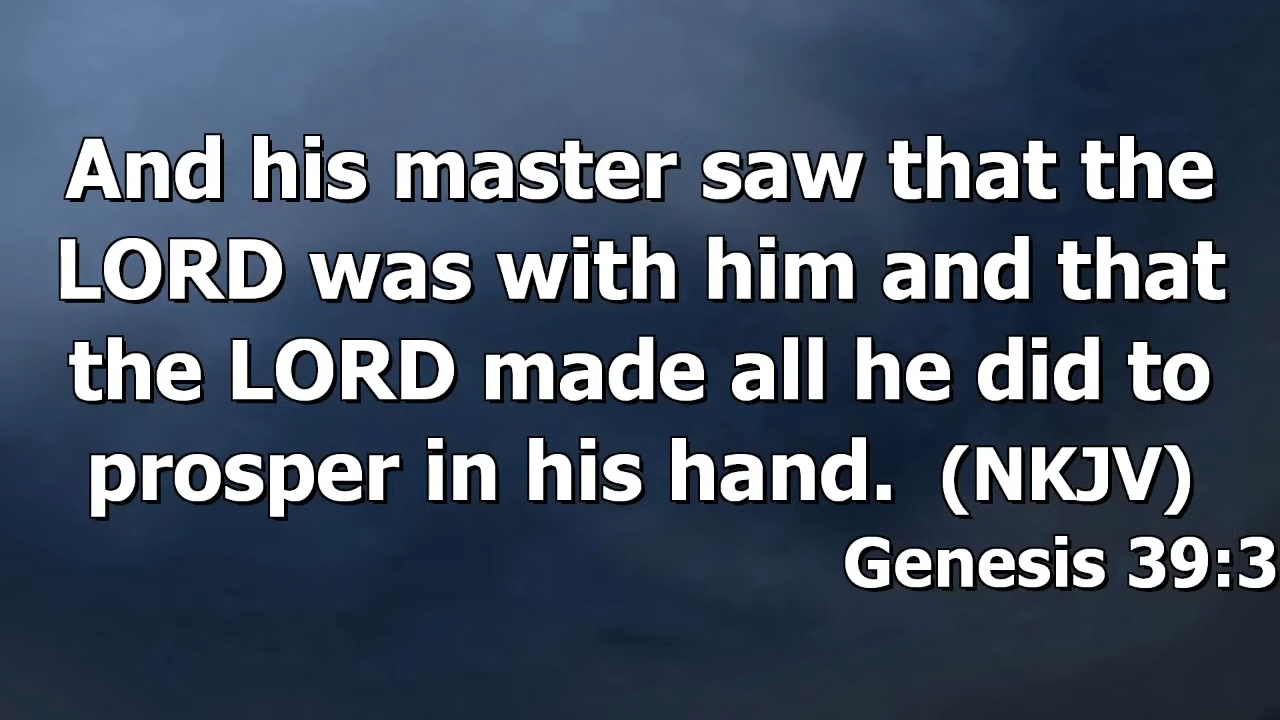 And his master saw that the
LORD was with him and that
the LORD made all he did to
prosper in his hand.  (NKJV)
Genesis 39:3